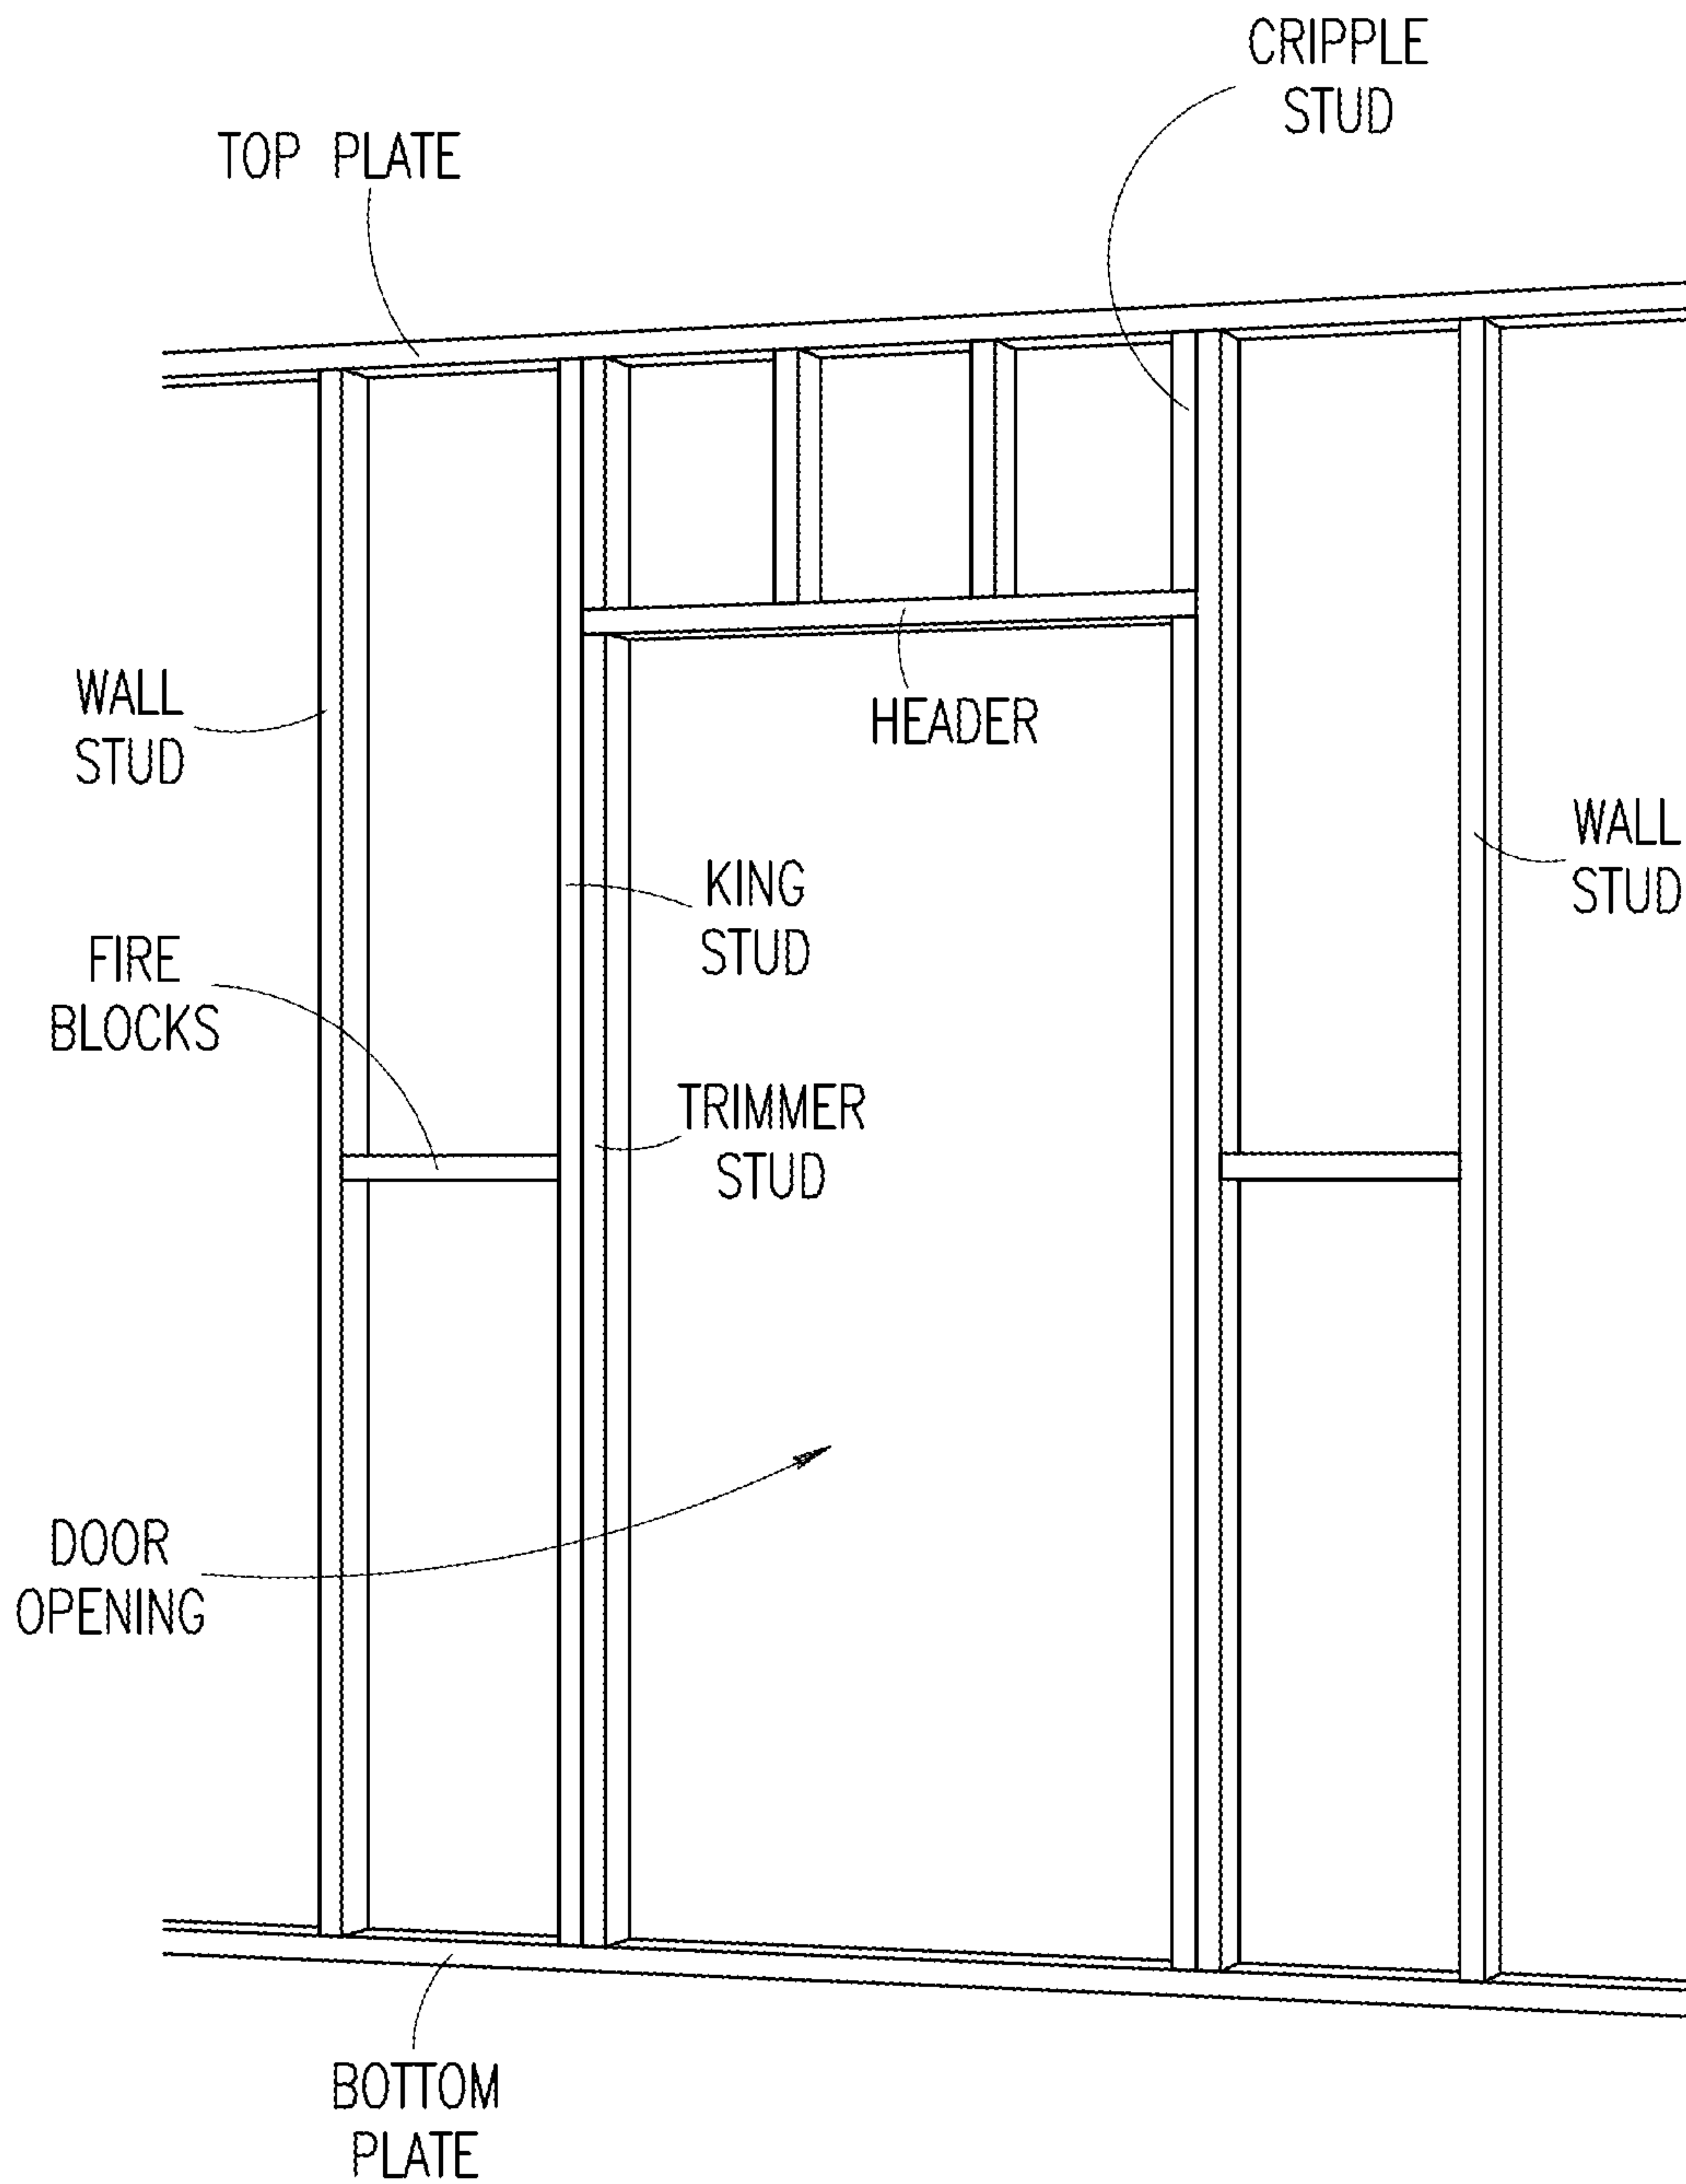 CRIPPLE
STUD
TOP PLATE
WALL
STUD
HEADER
WALL
STUD
KING
STUD
FIRE
BLOCKS
TRIMMER
STUD
DOOR
OPENING
BOTTOM
PLATE